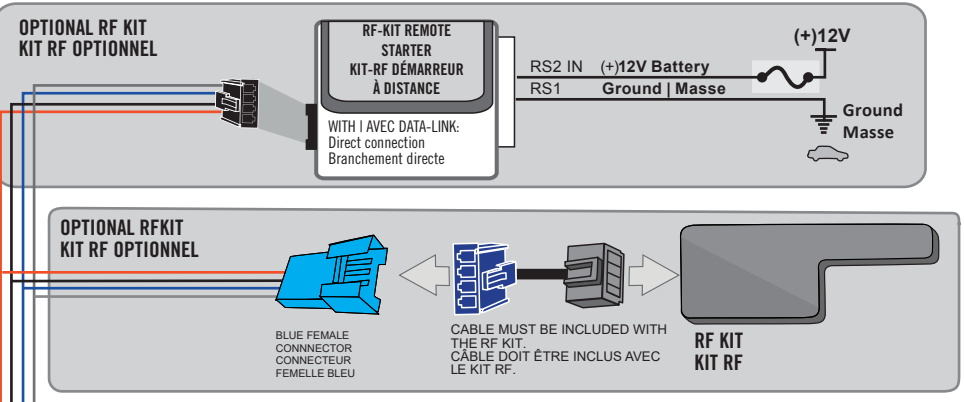 OPTIONAL RF KIT
KIT RF OPTIONNEL
RF-KIT REMOTE
STARTER
KIT-RF DÉMARREUR
À DISTANCE
WITH | AVEC DATA-LINK:
Direct connection
Branchement directe
(+)12V
RS2 IN (+)12V Battery
RS1 Ground | Masse
Ground
Masse
OPTIONAL RFKIT
KIT RF OPTIONNEL
BLUE FEMALE
CONNNECTOR
CONNECTEUR
FEMELLE BLEU
CABLE MUST BE INCLUDED WITH
THE RF KIT.
CÂBLE DOIT ÊTRE INCLUS AVEC
LE KIT RF.
RF KIT
KIT RF